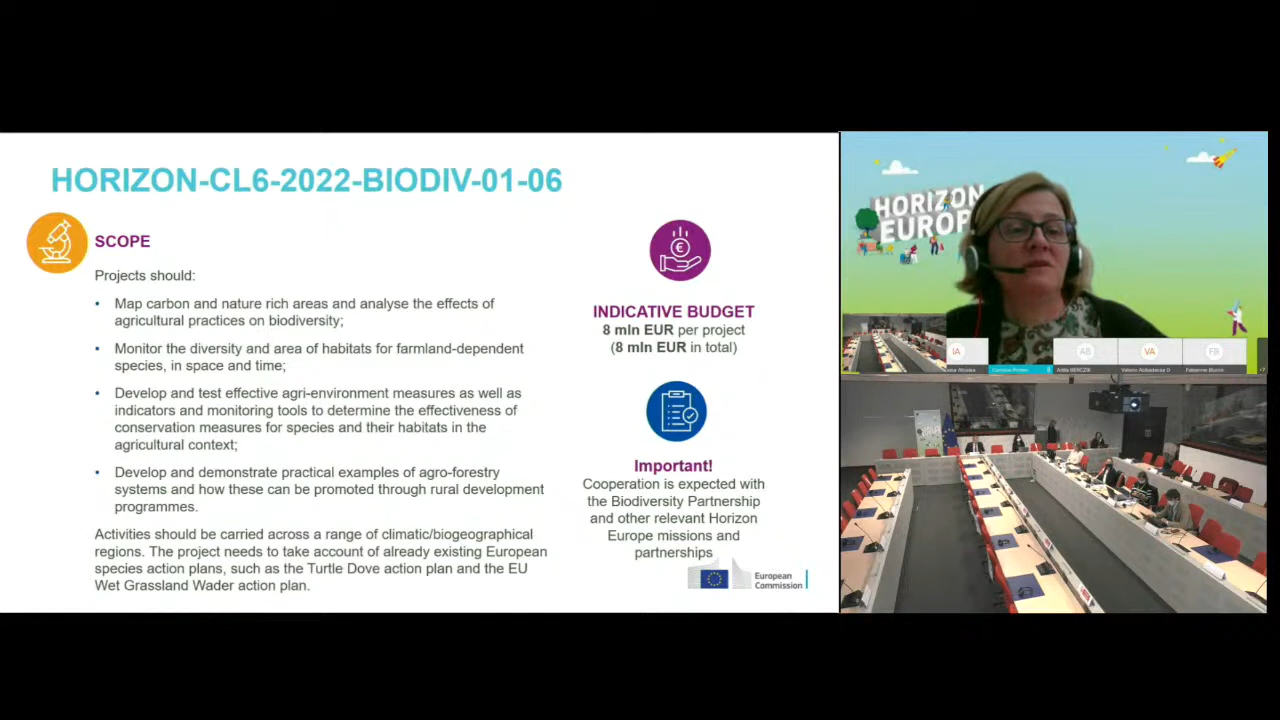 HORIZON-CL6-2022-BIODIV-01-06
SCOPE
Projects should:
• Map carbon and nature rich areas and analyse the effects of
agricultural practices on biodiversity;
• Monitor the diversity and area of habitats for farmland-dependent
species, in space and time;
• Develop and test effective agri-environment measures as well as
indicators and monitoring tools to determine the effectiveness of
conservation measures for species and their habitats in the
agricultural context;
• Develop and demonstrate practical examples of agro-forestry
systems and how these can be promoted through rural development
programmes.
Activities should be carried across a range of climatic/biogeographical
regions. The project needs to take account of already existing European
species action plans, such as the Turtle Dove action plan and the EU
Wet Grassland Wader action plan.
€
INDICATIVE BUDGET
8 mln EUR per project
(8 mln EUR in total)
Important!
Cooperation is expected with
the Biodiversity Partnership
and other relevant Horizon
Europe missions and
partnerships
European
Commission
HORIZON
EUROP
IA
AB
VA
FB